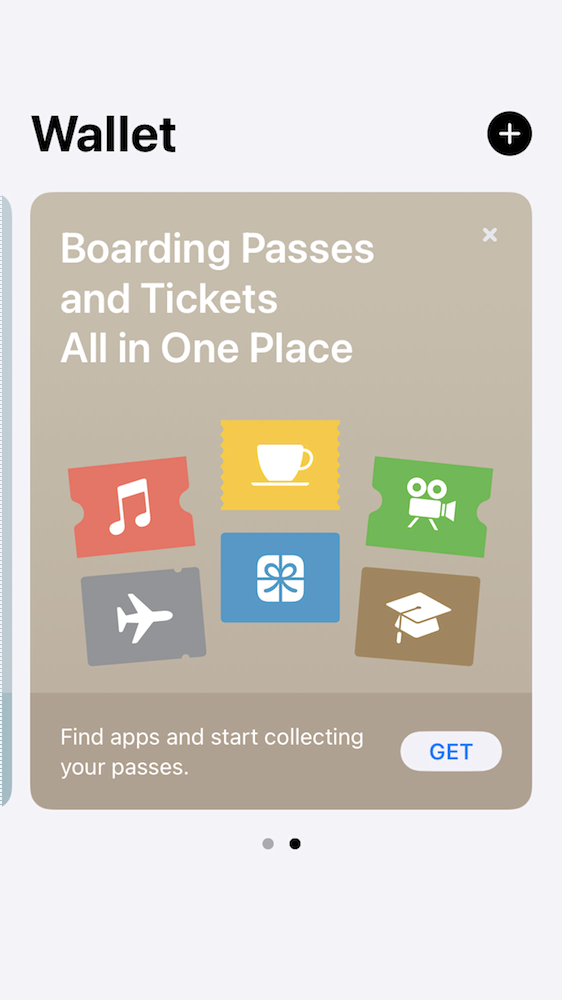 Wallet
Boarding Passes
and Tickets
All in One Place
Find apps and start collecting
your passes.
GET